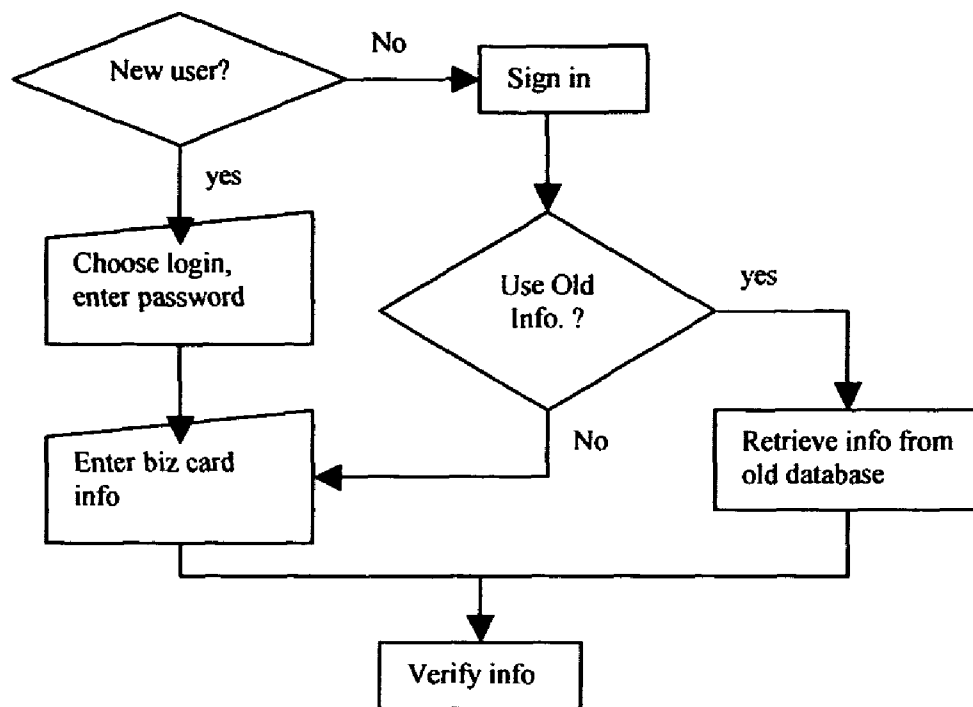 New user?
No
Sign in
yes
Choose login,
enter password
Use Old
Info. ?
yes
No
Enter biz card
info
Retrieve info from
old database
Verify info